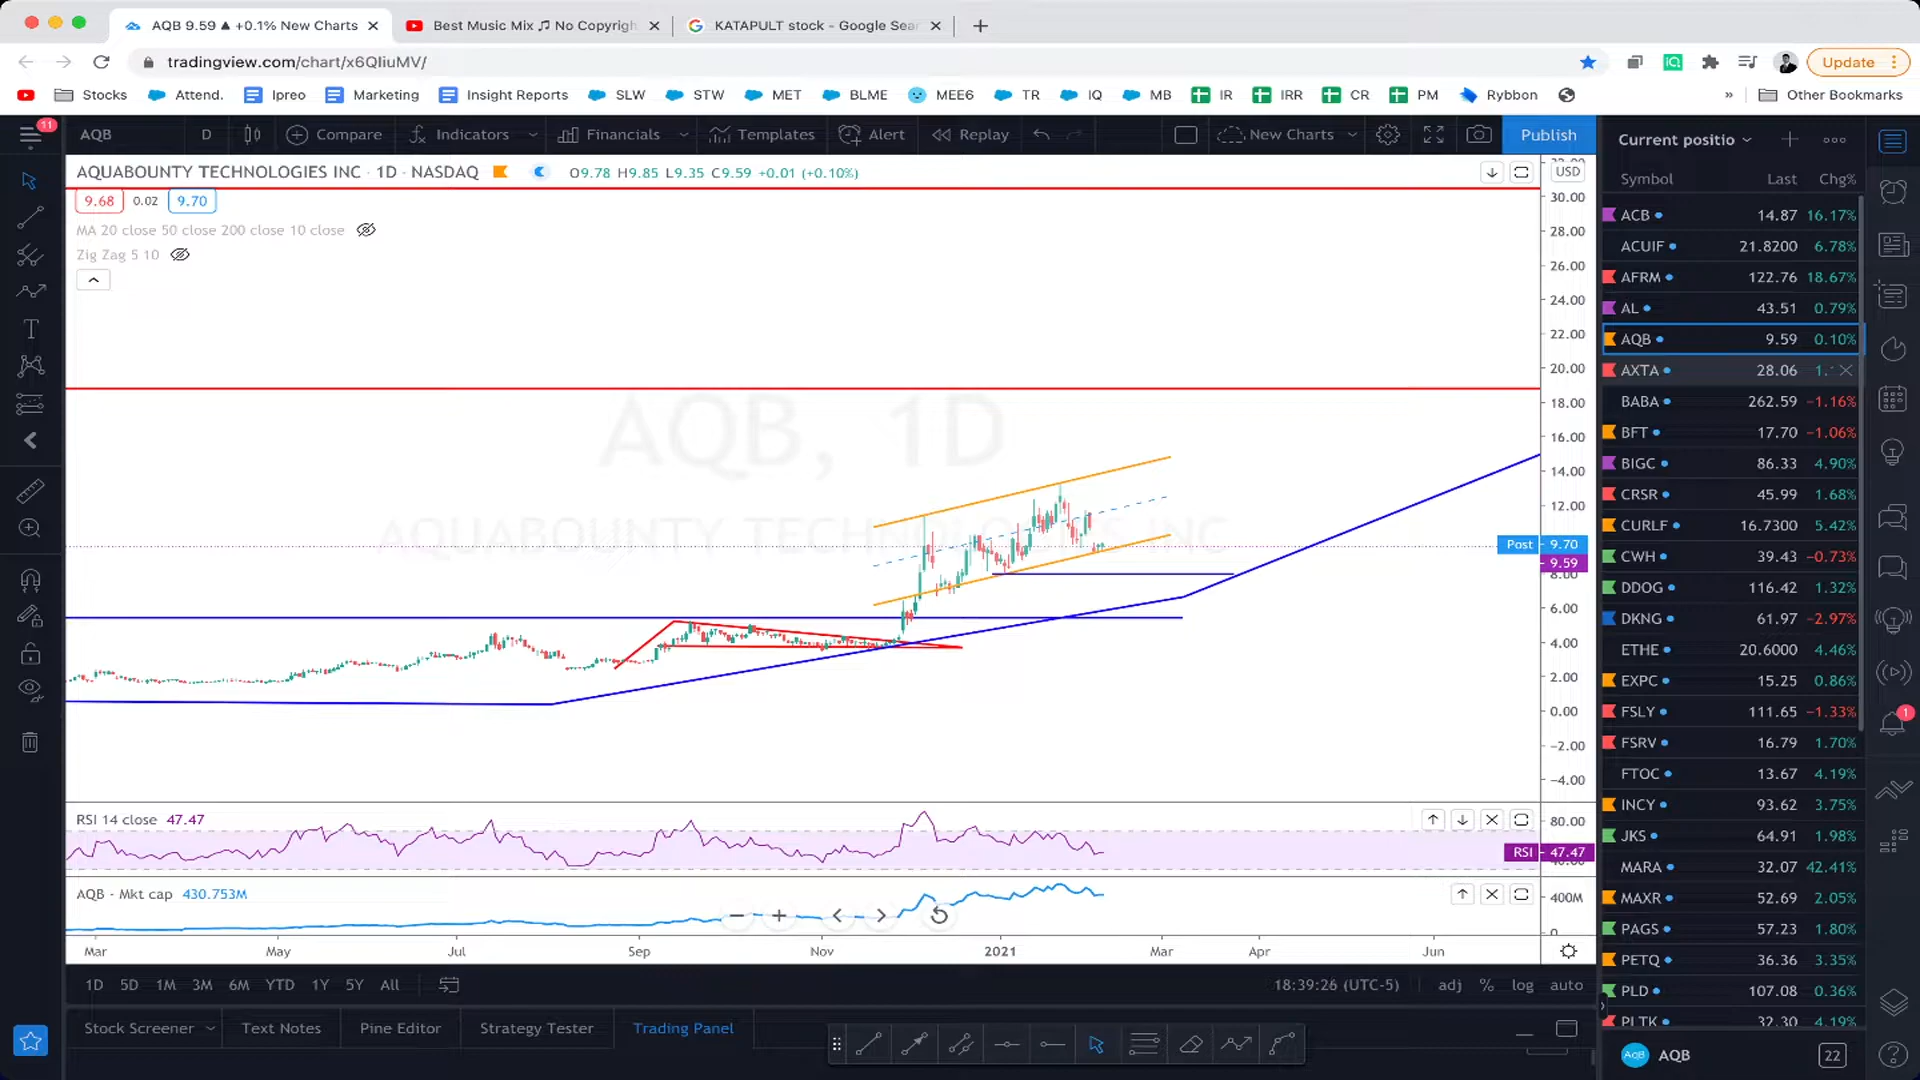 AQB 9.59 ▲ +0.1% New Charts
Best Music Mix ♫ No Copyrigh
KATAPULT stock - Google Sear
tradingview.com/chart/x6QIiuMV/
Update
Stocks Attend. Ipreo Marketing Insight Reports SLW STW MET BLME MEE6 TR IQ MB IR IRR CR PM Rybbon » Other Bookmarks
11
AQB D Compare Indicators Financials Templates Alert Replay New Charts Publish
AQUABOUNTY TECHNOLOGIES INC · 1D · NASDAQ O9.78 H9.85 L9.35 C9.59 +0.01 (+0.10%)
9.68 0.02 9.70
MA 20 close 50 close 200 close 10 close
Zig Zag 5 10
AQB, 1D
AQUABOUNTY TECHNOLOGIES INC
USD
30.00
28.00
26.00
24.00
22.00
20.00
18.00
16.00
14.00
12.00
Post 9.70
9.59
8.00
6.00
4.00
2.00
0.00
−2.00
−4.00
RSI 14 close 47.47
80.00
RSI 47.47
AQB - Mkt cap 430.753M
400M
0
Mar May Jul Sep Nov 2021 Mar Apr Jun
1D 5D 1M 3M 6M YTD 1Y 5Y All 18:39:26 (UTC-5) adj % log auto
Stock Screener Text Notes Pine Editor Strategy Tester Trading Panel
Current positio
Symbol Last Chg%
ACB 14.87 16.17%
ACUIF 21.8200 6.78%
AFRM 122.76 18.67%
AL 43.51 0.79%
AQB 9.59 0.10%
AXTA 28.06
BABA 262.59 −1.16%
BFT 17.70 −1.06%
BIGC 86.33 4.90%
CRSR 45.99 1.68%
CURLF 16.7300 5.42%
CWH 39.43 −0.73%
DDOG 116.42 1.32%
DKNG 61.97 −2.97%
ETHE 20.6000 4.46%
EXPC 15.25 0.86%
FSLY 111.65 −1.33%
FSRV 16.79 1.70%
FTOC 13.67 4.19%
INCY 93.62 3.75%
JKS 64.91 1.98%
MARA 32.07 42.41%
MAXR 52.69 2.05%
PAGS 57.23 1.80%
PETQ 36.36 3.35%
PLD 107.08 0.36%
PLTK 32.30 4.19%
AQB AQB 22
1